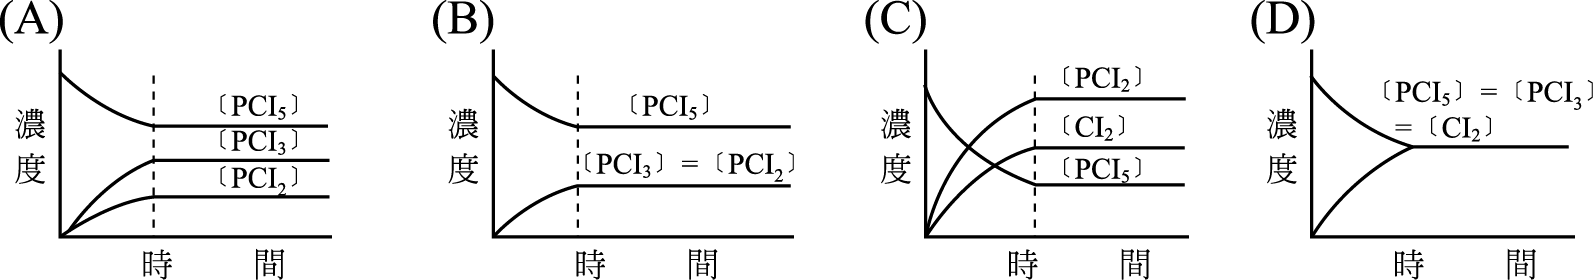 (A)
濃度
〔PCl₅〕
〔PCl₃〕
〔PCl₂〕
時間
(B)
濃度
〔PCl₅〕
〔PCl₃〕=〔PCl₂〕
時間
(C)
濃度
〔PCl₂〕
〔Cl₂〕
〔PCl₅〕
時間
(D)
濃度
〔PCl₅〕=〔PCl₃〕
=〔Cl₂〕
時間